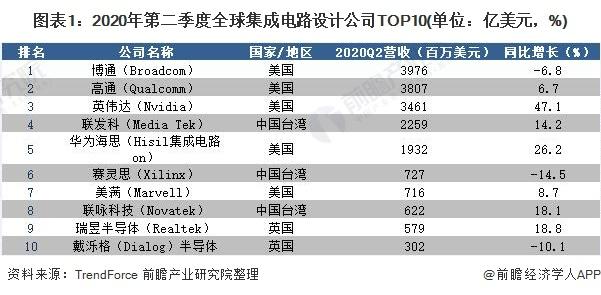 图表1：2020年第二季度全球集成电路设计公司TOP10(单位：亿美元，%)
排名 公司名称 国家/地区 2020Q2营收（百万美元） 同比增长（%）
1 博通（Broadcom） 美国 3976 -6.8
2 高通（Qualcomm） 美国 3807 6.7
3 英伟达（Nvidia） 美国 3461 47.1
4 联发科（Media Tek） 中国台湾 2259 14.2
5 华为海思（Hisil集成电路on） 美国 1932 26.2
6 赛灵思（Xilinx） 中国台湾 727 -14.5
7 美满（Marvell） 美国 716 8.7
8 联咏科技（Novatek） 中国台湾 622 18.1
9 瑞昱半导体（Realtek） 英国 579 18.8
10 戴泺格（Dialog）半导体 英国 302 -10.1
资料来源：TrendForce 前瞻产业研究院整理 @前瞻经济学人APP